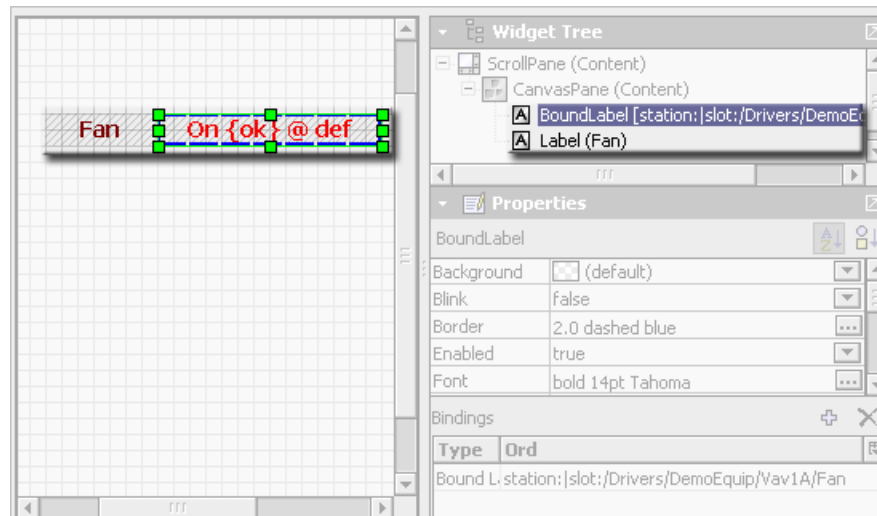 Fan On {ok} @ def
Widget Tree
ScrollPane (Content)
CanvasPane (Content)
BoundLabel [station:|slot:/Drivers/DemoEq
Label (Fan)
Properties
BoundLabel
Background (default)
Blink false
Border 2.0 dashed blue
Enabled true
Font bold 14pt Tahoma
Bindings
Type Ord
Bound L station:|slot:/Drivers/DemoEquip/Vav1A/Fan